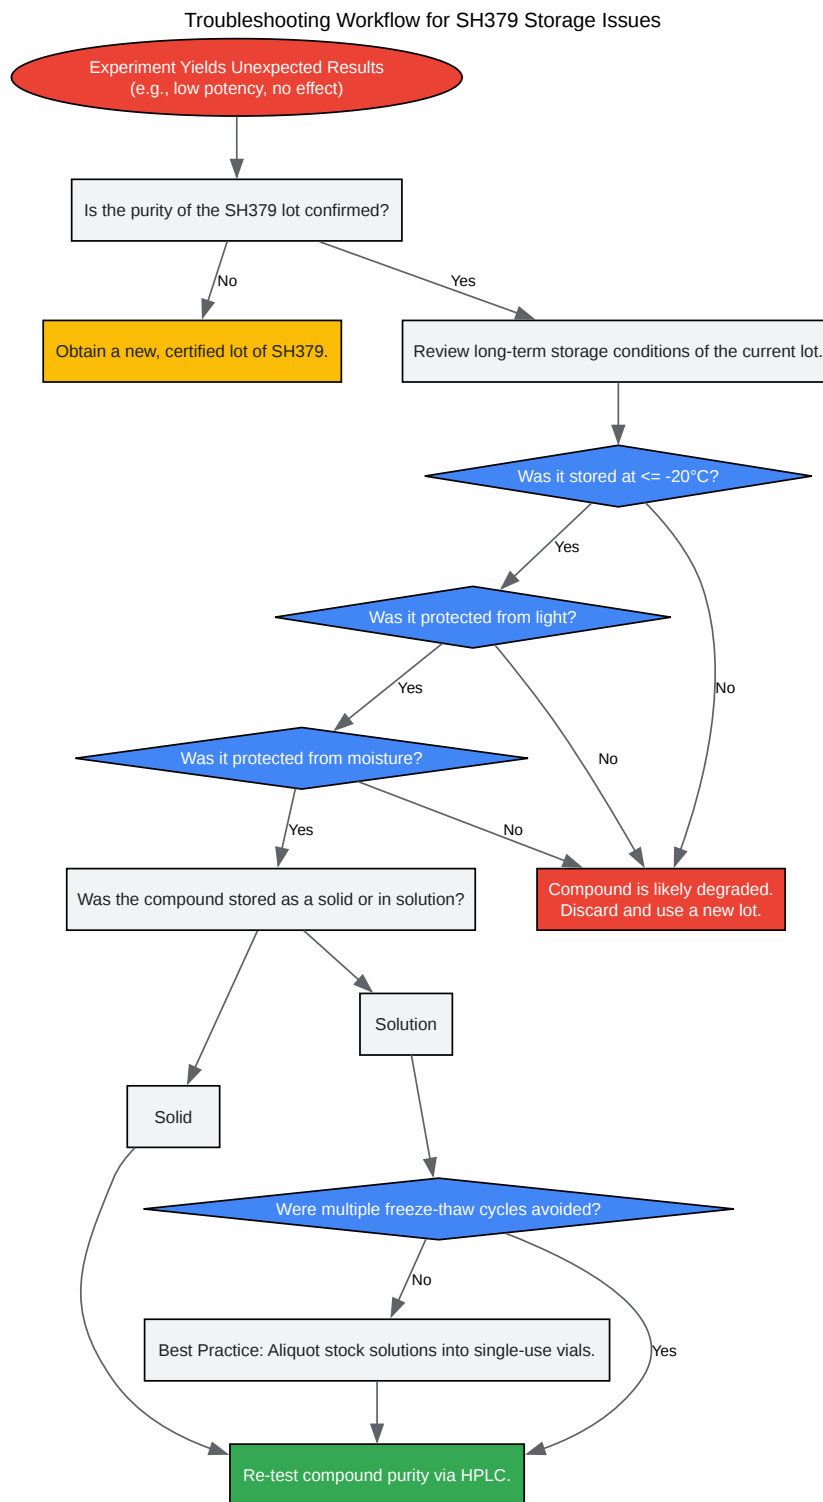 Troubleshooting Workflow for SH379 Storage Issues
Experiment Yields Unexpected Results
(e.g., low potency, no effect)
Is the purity of the SH379 lot confirmed?
No
Yes
Obtain a new, certified lot of SH379.
Review long-term storage conditions of the current lot.
Was it stored at <= -20°C?
Yes
Was it protected from light?
Yes
No
Was it protected from moisture?
No
Yes
No
Was the compound stored as a solid or in solution?
Compound is likely degraded.
Discard and use a new lot.
Solution
Solid
Were multiple freeze-thaw cycles avoided?
No
Best Practice: Aliquot stock solutions into single-use vials.
Yes
Re-test compound purity via HPLC.